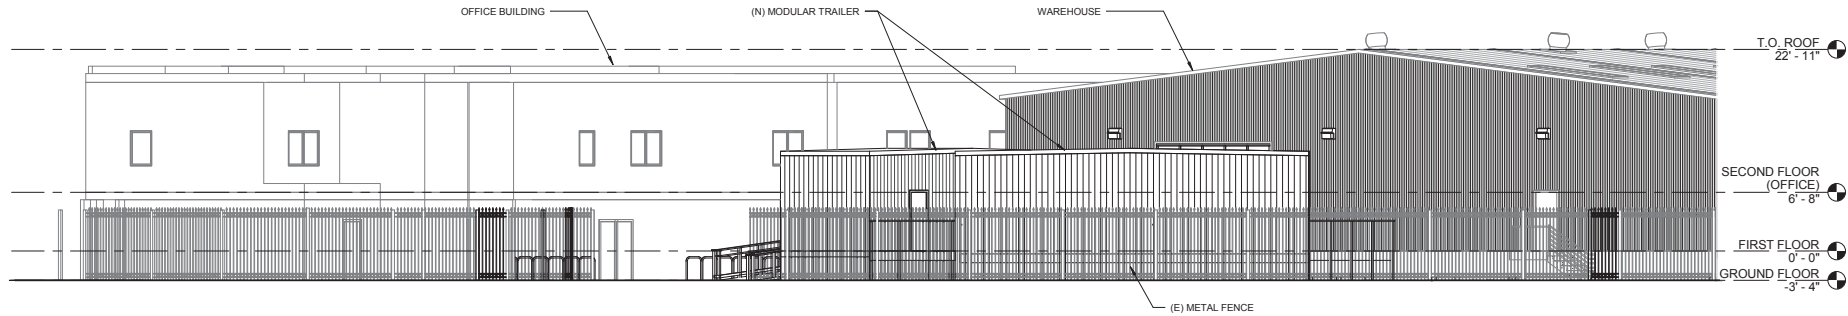 OFFICE BUILDING
(N) MODULAR TRAILER
WAREHOUSE
T.O. ROOF
22' - 11"
SECOND FLOOR
(OFFICE)
6' - 8"
FIRST FLOOR
0' - 0"
GROUND FLOOR
-3' - 4"
(E) METAL FENCE